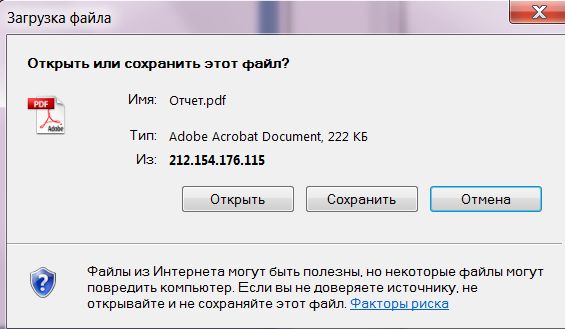 Загрузка файла
Открыть или сохранить этот файл?
PDF
Adobe
Имя: Отчет.pdf
Тип: Adobe Acrobat Document, 222 КБ
Из: 212.154.176.115
Открыть Сохранить Отмена
Файлы из Интернета могут быть полезны, но некоторые файлы могут
повредить компьютер. Если вы не доверяете источнику, не
открывайте и не сохраняйте этот файл. Факторы риска